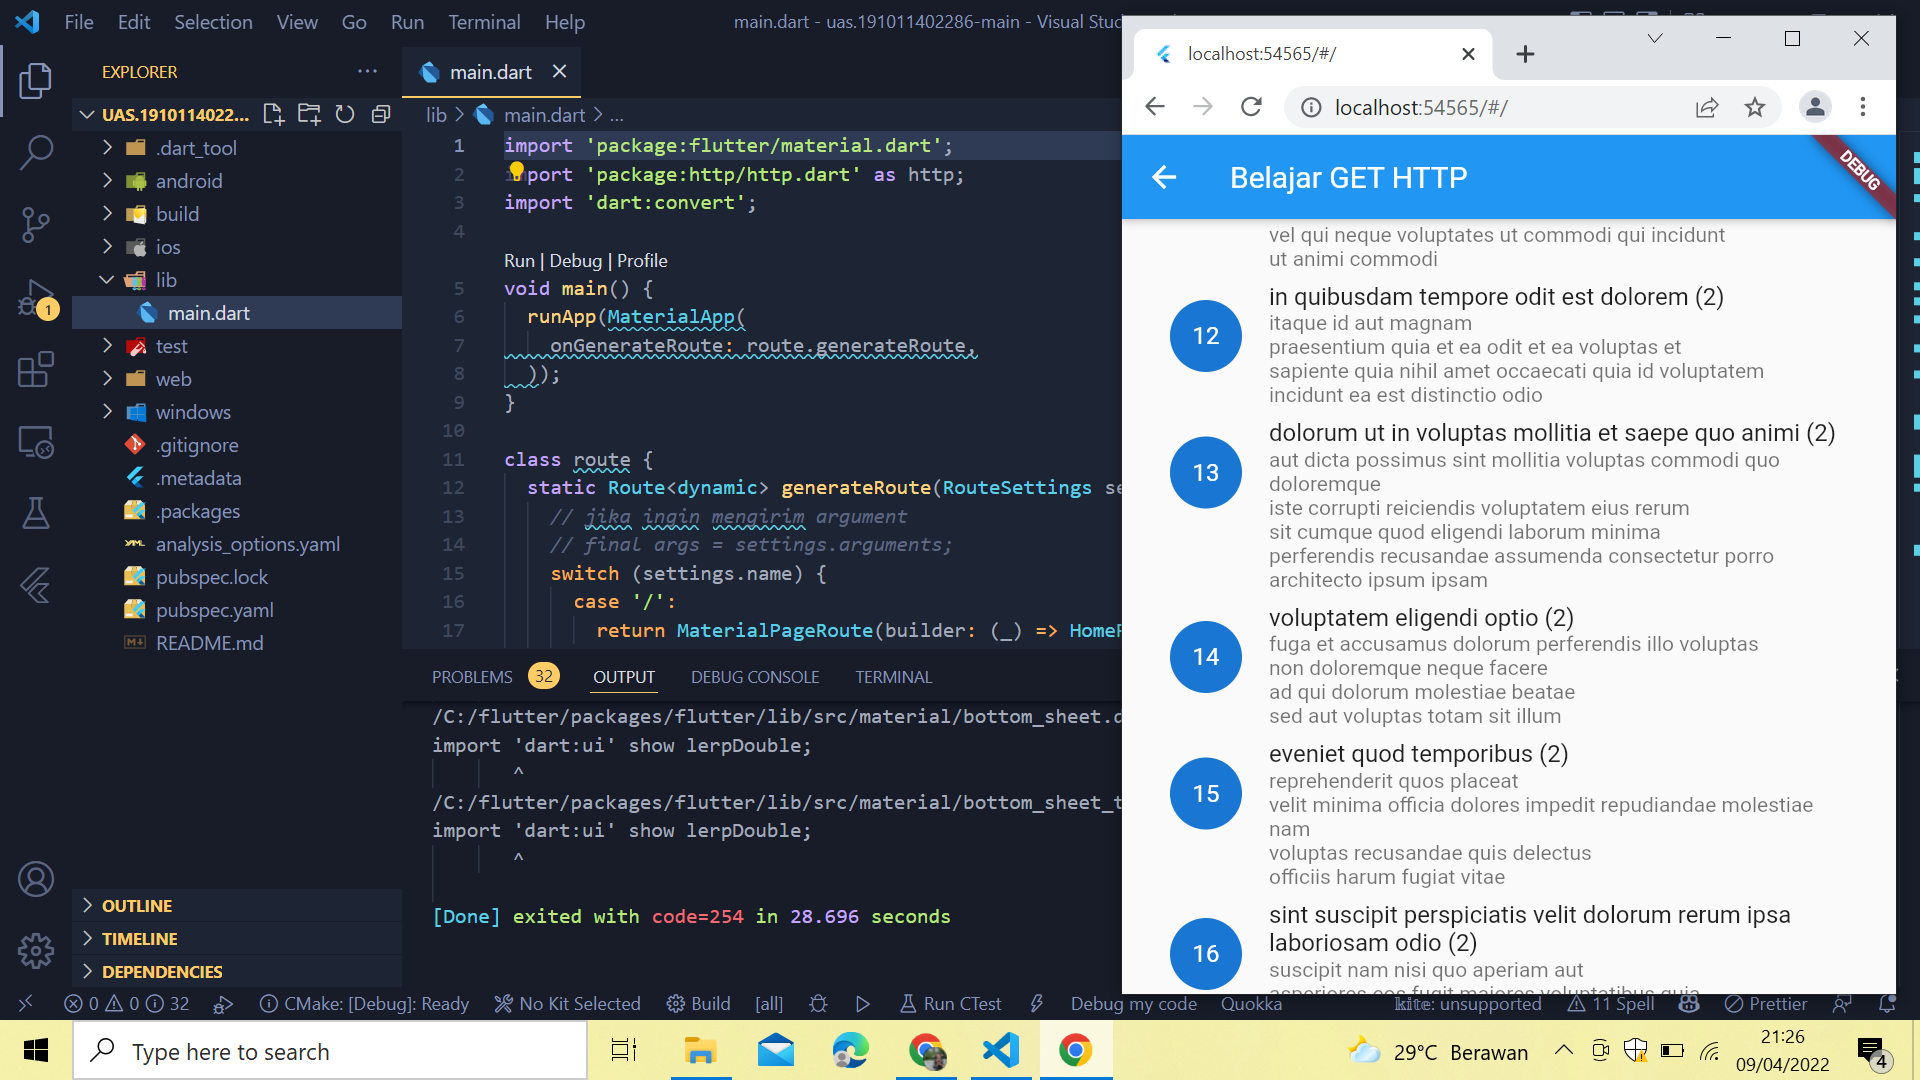 File Edit Selection View Go Run Terminal Help
main.dart - uas.191011402286-main - Visual Stud
EXPLORER
UAS.1910114022...
.dart_tool
android
build
ios
lib
main.dart
test
web
windows
.gitignore
.metadata
.packages
analysis_options.yaml
pubspec.lock
pubspec.yaml
README.md
OUTLINE
TIMELINE
DEPENDENCIES
1
main.dart
lib > main.dart > ...
1 import 'package:flutter/material.dart';
2 import 'package:http/http.dart' as http;
3 import 'dart:convert';
4
Run | Debug | Profile
5 void main() {
6 runApp(MaterialApp(
7 onGenerateRoute: route.generateRoute,
8 ));
9 }
10
11 class route {
12 static Route<dynamic> generateRoute(RouteSettings se
13 // jika ingin mengirim argument
14 // final args = settings.arguments;
15 switch (settings.name) {
16 case '/':
17 return MaterialPageRoute(builder: (_) => HomeP
PROBLEMS 32 OUTPUT DEBUG CONSOLE TERMINAL
/C:/flutter/packages/flutter/lib/src/material/bottom_sheet.d
import 'dart:ui' show lerpDouble;
^
/C:/flutter/packages/flutter/lib/src/material/bottom_sheet_t
import 'dart:ui' show lerpDouble;
^
[Done] exited with code=254 in 28.696 seconds
localhost:54565/#/
localhost:54565/#/
Belajar GET HTTP
DEBUG
vel qui neque voluptates ut commodi qui incidunt
ut animi commodi
12
in quibusdam tempore odit est dolorem (2)
itaque id aut magnam
praesentium quia et ea odit et ea voluptas et
sapiente quia nihil amet occaecati quia id voluptatem
incidunt ea est distinctio odio
13
dolorum ut in voluptas mollitia et saepe quo animi (2)
aut dicta possimus sint mollitia voluptas commodi quo
doloremque
iste corrupti reiciendis voluptatem eius rerum
sit cumque quod eligendi laborum minima
perferendis recusandae assumenda consectetur porro
architecto ipsum ipsam
14
voluptatem eligendi optio (2)
fuga et accusamus dolorum perferendis illo voluptas
non doloremque neque facere
ad qui dolorum molestiae beatae
sed aut voluptas totam sit illum
15
eveniet quod temporibus (2)
reprehenderit quos placeat
velit minima officia dolores impedit repudiandae molestiae
nam
voluptas recusandae quis delectus
officiis harum fugiat vitae
16
sint suscipit perspiciatis velit dolorum rerum ipsa
laboriosam odio (2)
suscipit nam nisi quo aperiam aut
asperiores eos fugit maiores voluptatibus quia
0 0 32 CMake: [Debug]: Ready No Kit Selected Build [all] Run CTest Debug my code Quokka kite: unsupported 11 Spell Prettier
Type here to search
29°C Berawan
21:26
09/04/2022
4